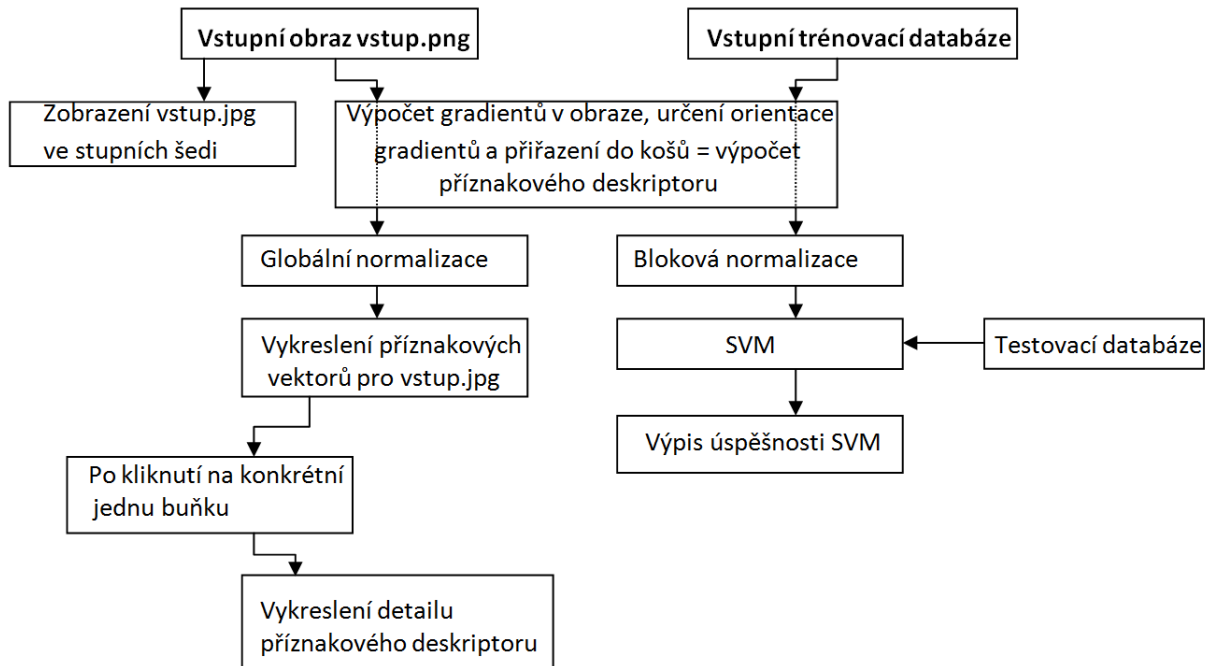 Vstupní obraz vstup.png
Vstupní trénovací databáze
Zobrazení vstup.jpg
ve stupních šedi
Výpočet gradientů v obraze, určení orientace
gradientů a přiřazení do košů = výpočet
příznakového deskriptoru
Globální normalizace
Bloková normalizace
Vykreslení příznakových
vektorů pro vstup.jpg
SVM
Testovací databáze
Výpis úspěšnosti SVM
Po kliknutí na konkrétní
jednu buňku
Vykreslení detailu
příznakového deskriptoru